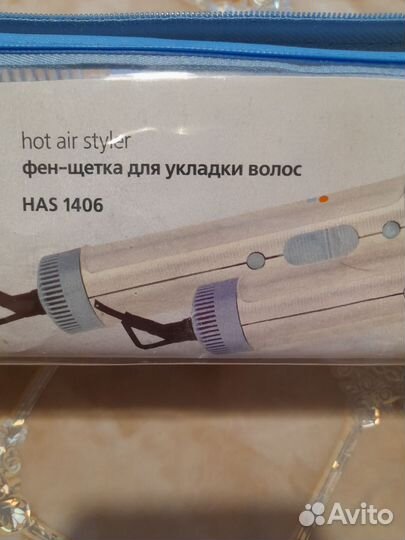 hot air styler
фен-щетка для укладки волос
HAS 1406
Avito